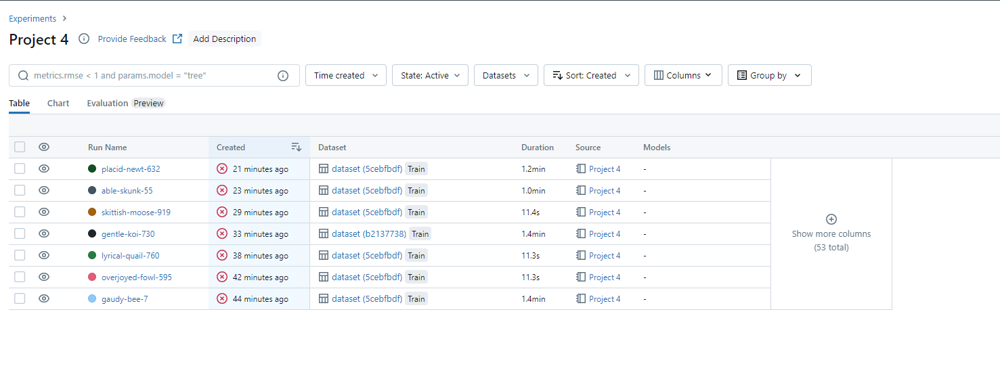 Experiments
Project 4 Provide Feedback Add Description
metrics.rmse < 1 and params.model = "tree" Time created State: Active Datasets Sort: Created Columns Group by
Table Chart Evaluation Preview
Run Name Created Dataset Duration Source Models
placid-newt-632 21 minutes ago dataset (5cebfbdf) Train 1.2min Project 4 -
able-skunk-55 23 minutes ago dataset (5cebfbdf) Train 1.0min Project 4 -
skittish-moose-919 29 minutes ago dataset (5cebfbdf) Train 11.4s Project 4 -
gentle-koi-730 33 minutes ago dataset (b2137738) Train 1.4min Project 4 -
lyrical-quail-760 38 minutes ago dataset (5cebfbdf) Train 11.3s Project 4 -
overjoyed-fowl-595 42 minutes ago dataset (5cebfbdf) Train 11.3s Project 4 -
gaudy-bee-7 44 minutes ago dataset (5cebfbdf) Train 1.4min Project 4 -
Show more columns
(53 total)